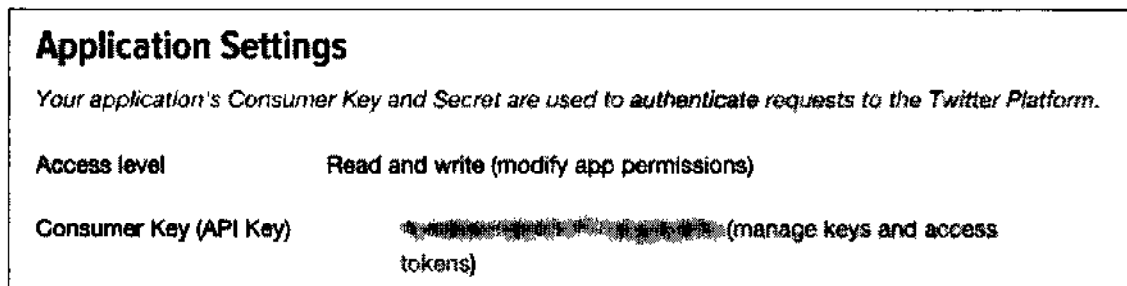 Application Settings
Your application's Consumer Key and Secret are used to authenticate requests to the Twitter Platform.
Access level Read and write (modify app permissions)
Consumer Key (API Key) (manage keys and access
tokens)